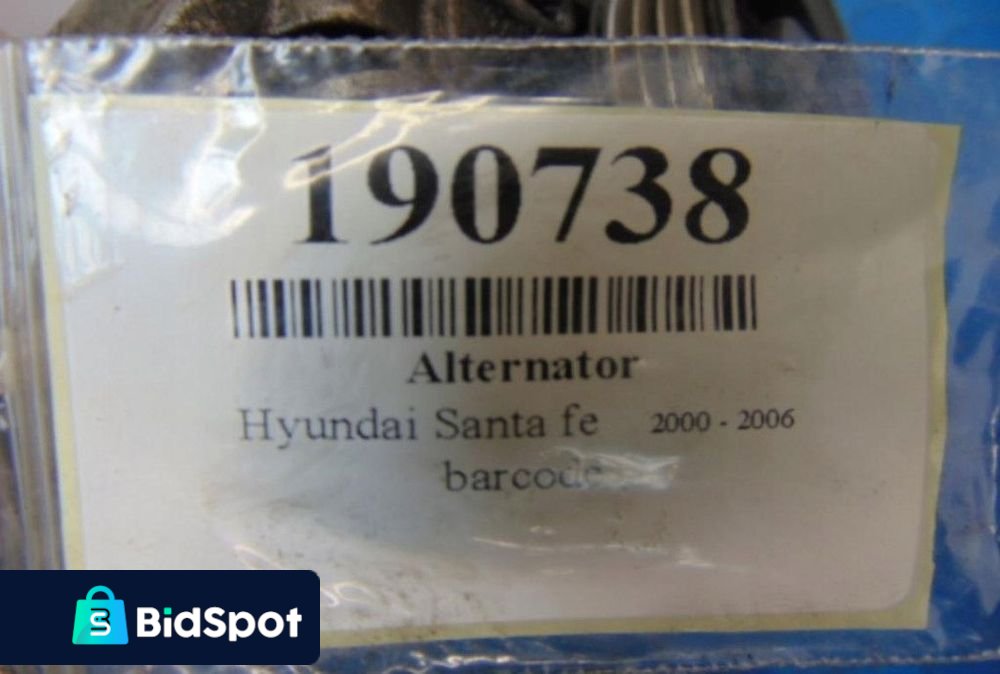 190738
Alternator
Hyundai Santa fe 2000 - 2006
barcode
BidSpot